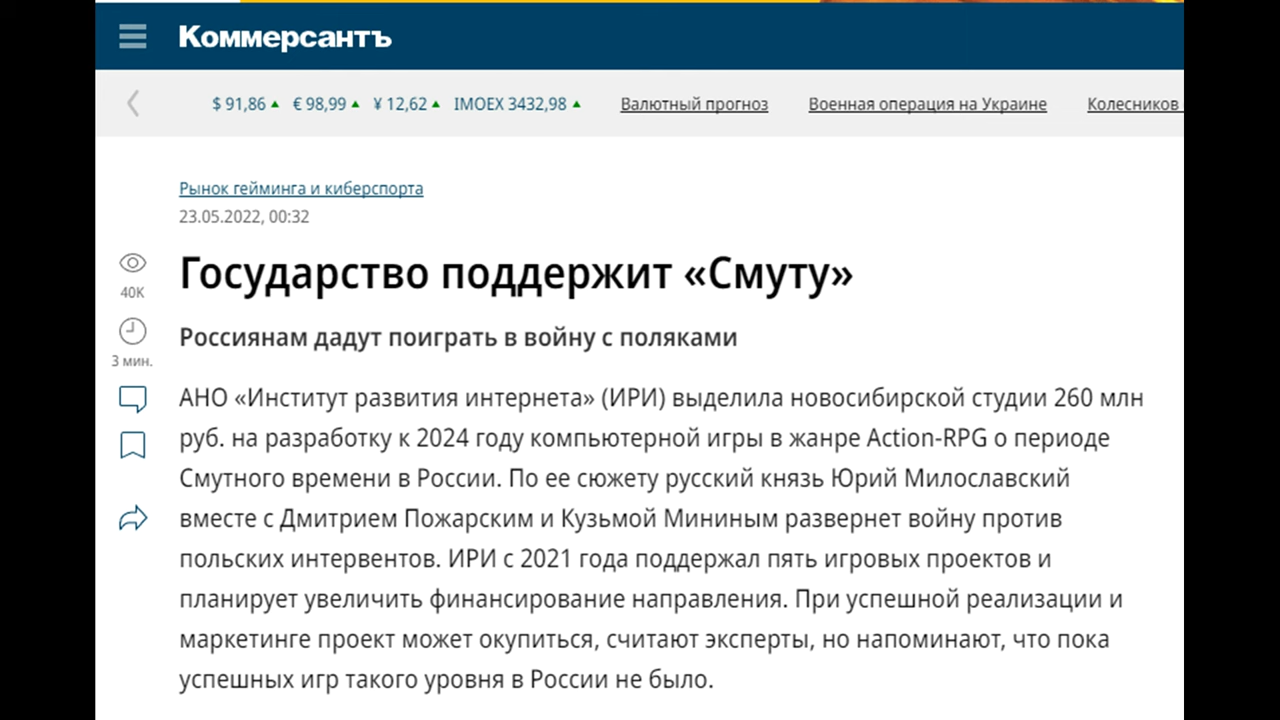 Коммерсантъ
$ 91,86 ▲ € 98,99 ▲ ¥ 12,62 ▲ IMOEX 3432,98 ▲ Валютный прогноз Военная операция на Украине Колесников
Рынок гейминга и киберспорта
23.05.2022, 00:32
Государство поддержит «Смуту»
40K
Россиянам дадут поиграть в войну с поляками
3 мин.
АНО «Институт развития интернета» (ИРИ) выделила новосибирской студии 260 млн
руб. на разработку к 2024 году компьютерной игры в жанре Action-RPG о периоде
Смутного времени в России. По ее сюжету русский князь Юрий Милославский
вместе с Дмитрием Пожарским и Кузьмой Мининым развернет войну против
польских интервентов. ИРИ с 2021 года поддержал пять игровых проектов и
планирует увеличить финансирование направления. При успешной реализации и
маркетинге проект может окупиться, считают эксперты, но напоминают, что пока
успешных игр такого уровня в России не было.